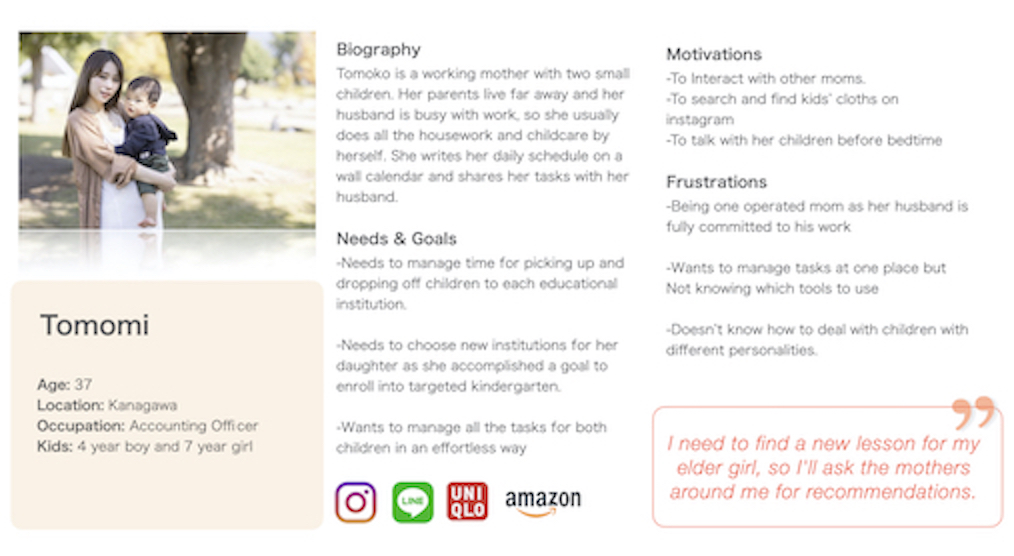 Tomomi
Age: 37
Location: Kanagawa
Occupation: Accounting Officer
Kids: 4 year boy and 7 year girl
Biography
Tomoko is a working mother with two small
children. Her parents live far away and her
husband is busy with work, so she usually
does all the housework and childcare by
herself. She writes her daily schedule on a
wall calendar and shares her tasks with her
husband.
Needs & Goals
-Needs to manage time for picking up and
dropping off children to each educational
institution.
-Needs to choose new institutions for her
daughter as she accomplished a goal to
enroll into targeted kindergarten.
-Wants to manage all the tasks for both
children in an effortless way
LINE
UNI
QLO
amazon
Motivations
-To Interact with other moms.
-To search and find kids' cloths on
instagram
-To talk with her children before bedtime
Frustrations
-Being one operated mom as her husband is
fully committed to his work
-Wants to manage tasks at one place but
Not knowing which tools to use
-Doesn't know how to deal with children with
different personalities.
I need to find a new lesson for my
elder girl, so I'll ask the mothers
around me for recommendations.